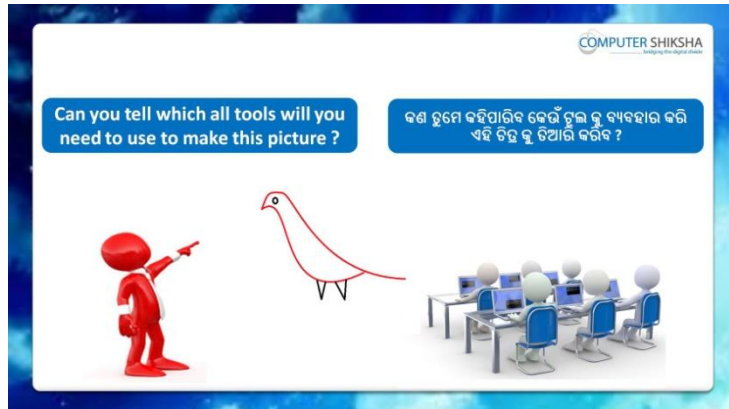 COMPUTER SHIKSHA
bridging the digital divide
Can you tell which all tools will you
need to use to make this picture ?
କଣ ତୁମେ କହିପାରିବ କେଉଁ ଟୁଲ କୁ ବ୍ୟବହାର କରି
ଏହି ଚିତ୍ର କୁ ତିଆରି କରିବ ?